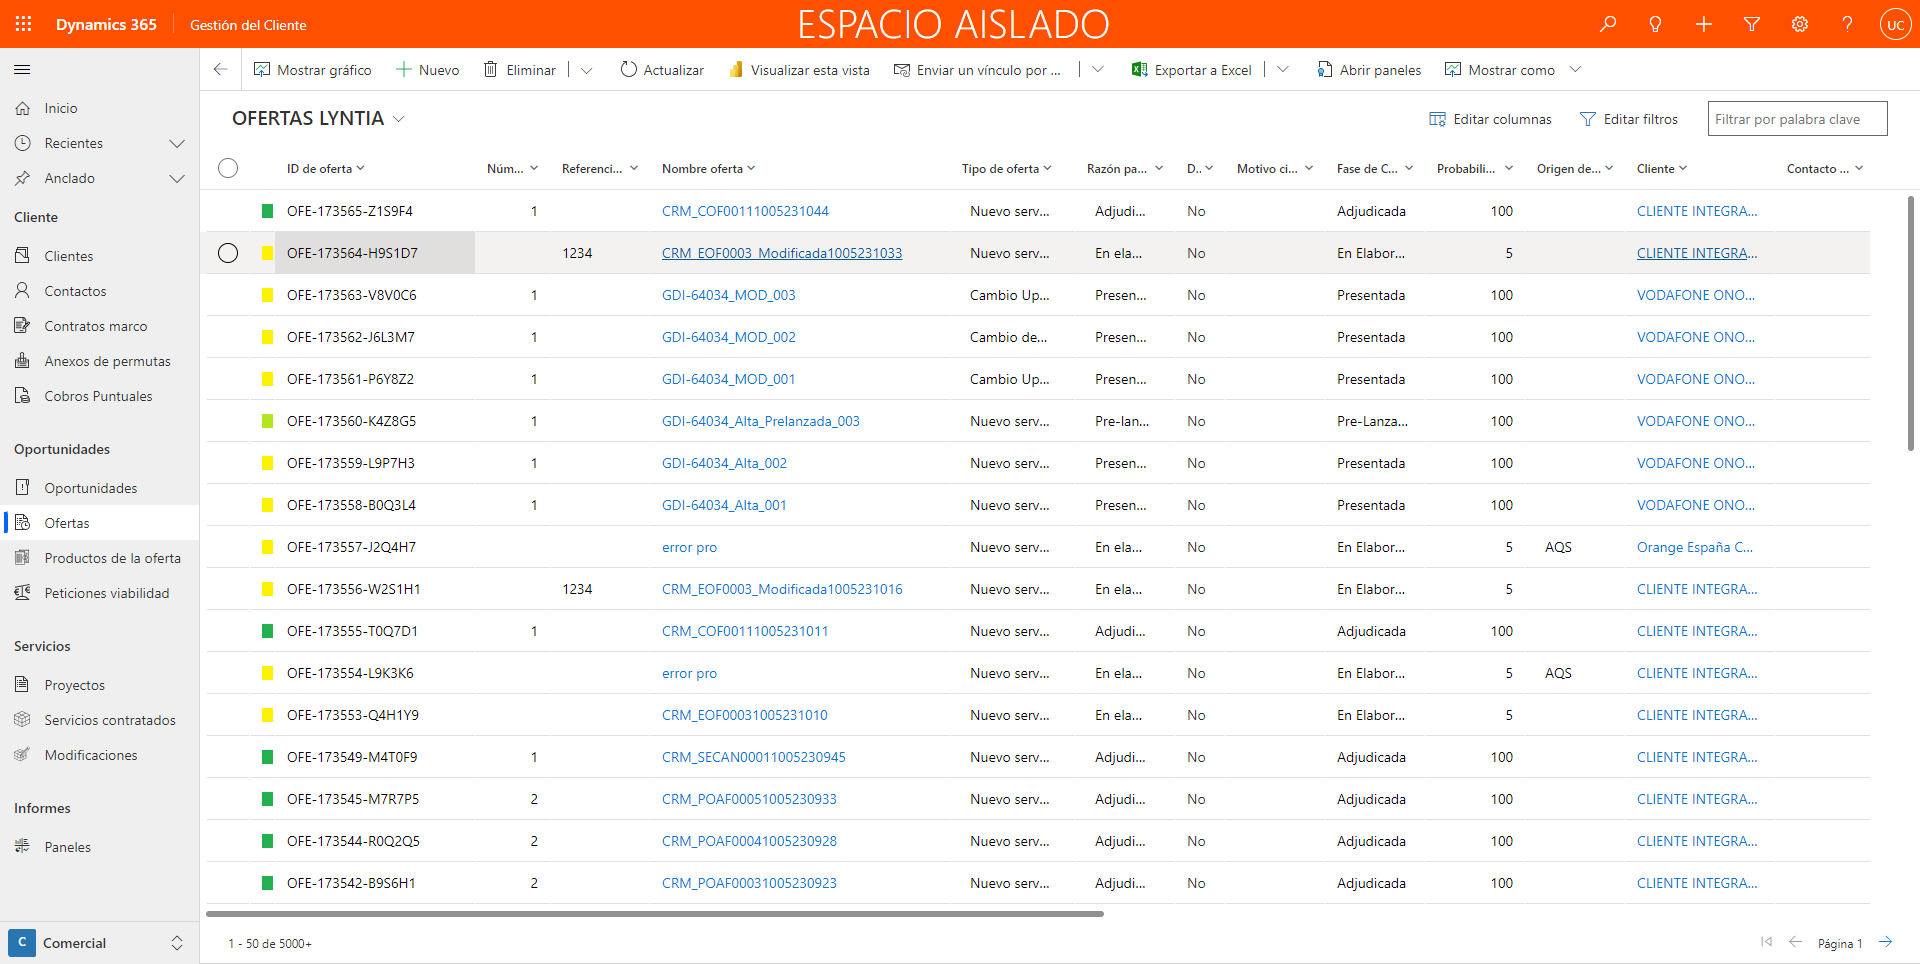 Dynamics 365 Gestión del Cliente ESPACIO AISLADO ? UC
Mostrar gráfico Nuevo Eliminar Actualizar Visualizar esta vista Enviar un vínculo por ... Exportar a Excel Abrir paneles Mostrar como
Inicio
Recientes
Anclado
Cliente
Clientes
Contactos
Contratos marco
Anexos de permutas
Cobros Puntuales
Oportunidades
Oportunidades
Ofertas
Productos de la oferta
Peticiones viabilidad
Servicios
Proyectos
Servicios contratados
Modificaciones
Informes
Paneles
C Comercial
OFERTAS LYNTIA Editar columnas Editar filtros Filtrar por palabra clave
ID de oferta Núm... Referenci... Nombre oferta Tipo de oferta Razón pa... D.. Motivo ci... Fase de C... Probabili... Origen de... Cliente Contacto ...
OFE-173565-Z1S9F4 1 CRM_COF00111005231044 Nuevo serv... Adjudi... No Adjudicada 100 CLIENTE INTEGRA...
OFE-173564-H9S1D7 1234 CRM_EOF0003_Modificada1005231033 Nuevo serv... En ela... No En Elabor... 5 CLIENTE INTEGRA...
OFE-173563-V8V0C6 1 GDI-64034_MOD_003 Cambio Up... Presen... No Presentada 100 VODAFONE ONO...
OFE-173562-J6L3M7 1 GDI-64034_MOD_002 Cambio de... Presen... No Presentada 100 VODAFONE ONO...
OFE-173561-P6Y8Z2 1 GDI-64034_MOD_001 Cambio Up... Presen... No Presentada 100 VODAFONE ONO...
OFE-173560-K4Z8G5 1 GDI-64034_Alta_Prelanzada_003 Nuevo serv... Pre-lan... No Pre-Lanza... 100 VODAFONE ONO...
OFE-173559-L9P7H3 1 GDI-64034_Alta_002 Nuevo serv... Presen... No Presentada 100 VODAFONE ONO...
OFE-173558-B0Q3L4 1 GDI-64034_Alta_001 Nuevo serv... Presen... No Presentada 100 VODAFONE ONO...
OFE-173557-J2Q4H7 error pro Nuevo serv... En ela... No En Elabor... 5 AQS Orange España C...
OFE-173556-W2S1H1 1234 CRM_EOF0003_Modificada1005231016 Nuevo serv... En ela... No En Elabor... 5 CLIENTE INTEGRA...
OFE-173555-T0Q7D1 1 CRM_COF00111005231011 Nuevo serv... Adjudi... No Adjudicada 100 CLIENTE INTEGRA...
OFE-173554-L9K3K6 error pro Nuevo serv... En ela... No En Elabor... 5 AQS CLIENTE INTEGRA...
OFE-173553-Q4H1Y9 CRM_EOF00031005231010 Nuevo serv... En ela... No En Elabor... 5 CLIENTE INTEGRA...
OFE-173549-M4T0F9 1 CRM_SECAN00011005230945 Nuevo serv... Adjudi... No Adjudicada 100 CLIENTE INTEGRA...
OFE-173545-M7R7P5 2 CRM_POAF00051005230933 Nuevo serv... Adjudi... No Adjudicada 100 CLIENTE INTEGRA...
OFE-173544-R0Q2Q5 2 CRM_POAF00041005230928 Nuevo serv... Adjudi... No Adjudicada 100 CLIENTE INTEGRA...
OFE-173542-B9S6H1 2 CRM_POAF00031005230923 Nuevo serv... Adjudi... No Adjudicada 100 CLIENTE INTEGRA...
1 - 50 de 5000+ Página 1